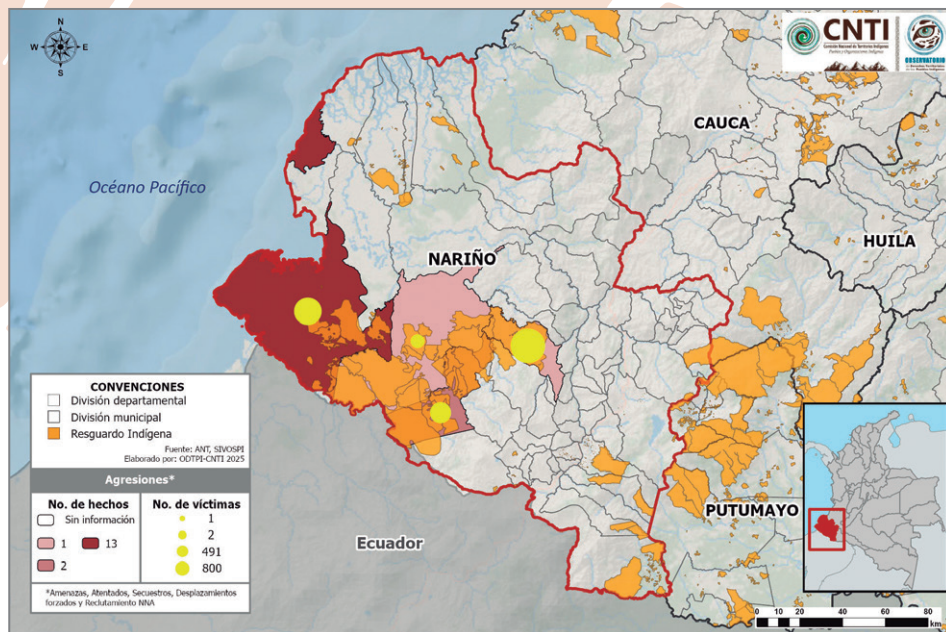 N
W
E
S
CNTI
Comisión Nacional de Territorios Indígenas
OBSERVATORIO
CAUCA
Océano Pacífico
HUILA
NARIÑO
CONVENCIONES
División departamental
División municipal
Resguardo Indígena
Fuente: ANT, SIVOSPI
Elaborado por: ODTPI-CNTI 2025
Agresiones*
No. de hechos
Sin información
1
13
2
No. de víctimas
1
2
491
800
*Amenazas, Atentados, Secuestros, Desplazamientos
forzados y Reclutamiento NNA
PUTUMAYO
Ecuador
0 10 20 40 60 80
km